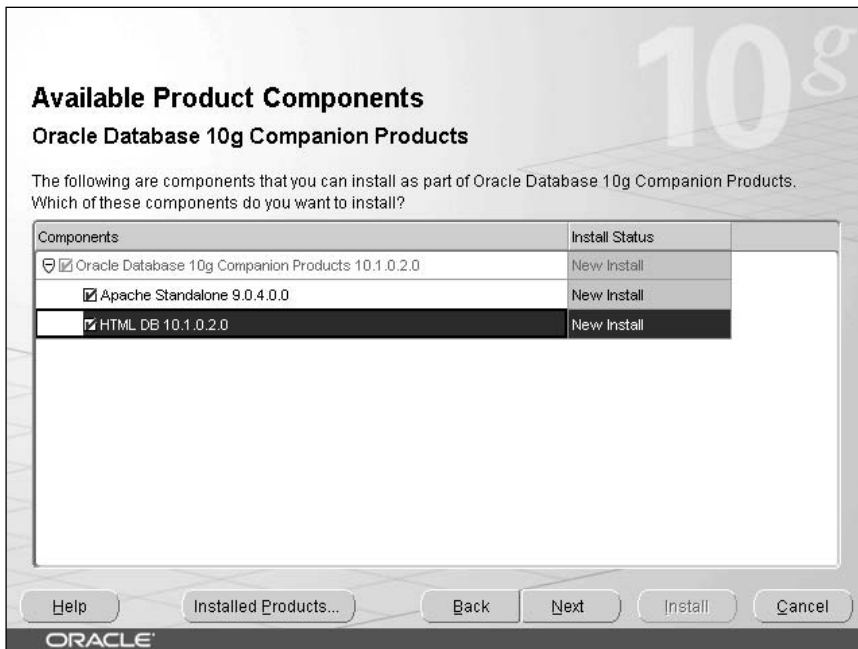 10g
Available Product Components
Oracle Database 10g Companion Products
The following are components that you can install as part of Oracle Database 10g Companion Products.
Which of these components do you want to install?
Components Install Status
Oracle Database 10g Companion Products 10.1.0.2.0 New Install
Apache Standalone 9.0.4.0.0 New Install
HTML DB 10.1.0.2.0 New Install
Help Installed Products... Back Next Install Cancel
ORACLE